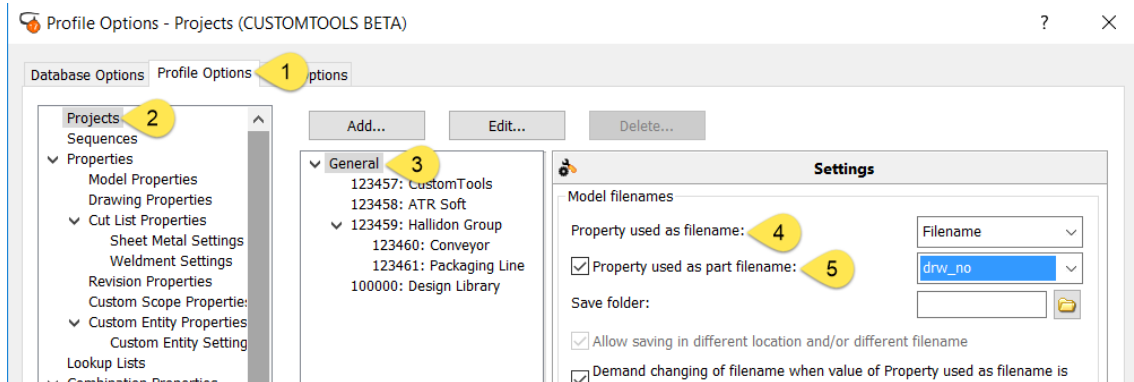 Profile Options - Projects (CUSTOMTOOLS BETA) ?
Database Options Profile Options 1 ptions
Projects 2
Sequences
Properties
Model Properties
Drawing Properties
Cut List Properties
Sheet Metal Settings
Weldment Settings
Revision Properties
Custom Scope Propertie
Custom Entity Properties
Custom Entity Setting
Lookup Lists
Combination Properties
Add... Edit... Delete...
General 3
123457: CustomTools
123458: ATR Soft
123459: Hallidon Group
123460: Conveyor
123461: Packaging Line
100000: Design Library
Settings
Model filenames
Property used as filename: 4 Filename
Property used as part filename: 5 drw_no
Save folder:
Allow saving in different location and/or different
filename
Demand changing of filename when value of Property used as filename is